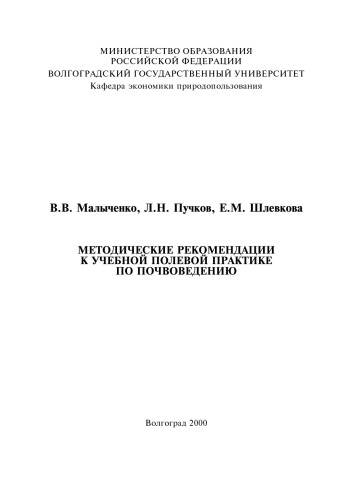 МИНИСТЕРСТВО ОБРАЗОВАНИЯ
РОССИЙСКОЙ ФЕДЕРАЦИИ
ВОЛГОГРАДСКИЙ ГОСУДАРСТВЕННЫЙ УНИВЕРСИТЕТ
Кафедра экономики природопользования
В.В. Малыченко, Л.Н. Пучков, Е.М. Шлевкова
МЕТОДИЧЕСКИЕ РЕКОМЕНДАЦИИ
К УЧЕБНОЙ ПОЛЕВОЙ ПРАКТИКЕ
ПО ПОЧВОВЕДЕНИЮ
Волгоград 2000